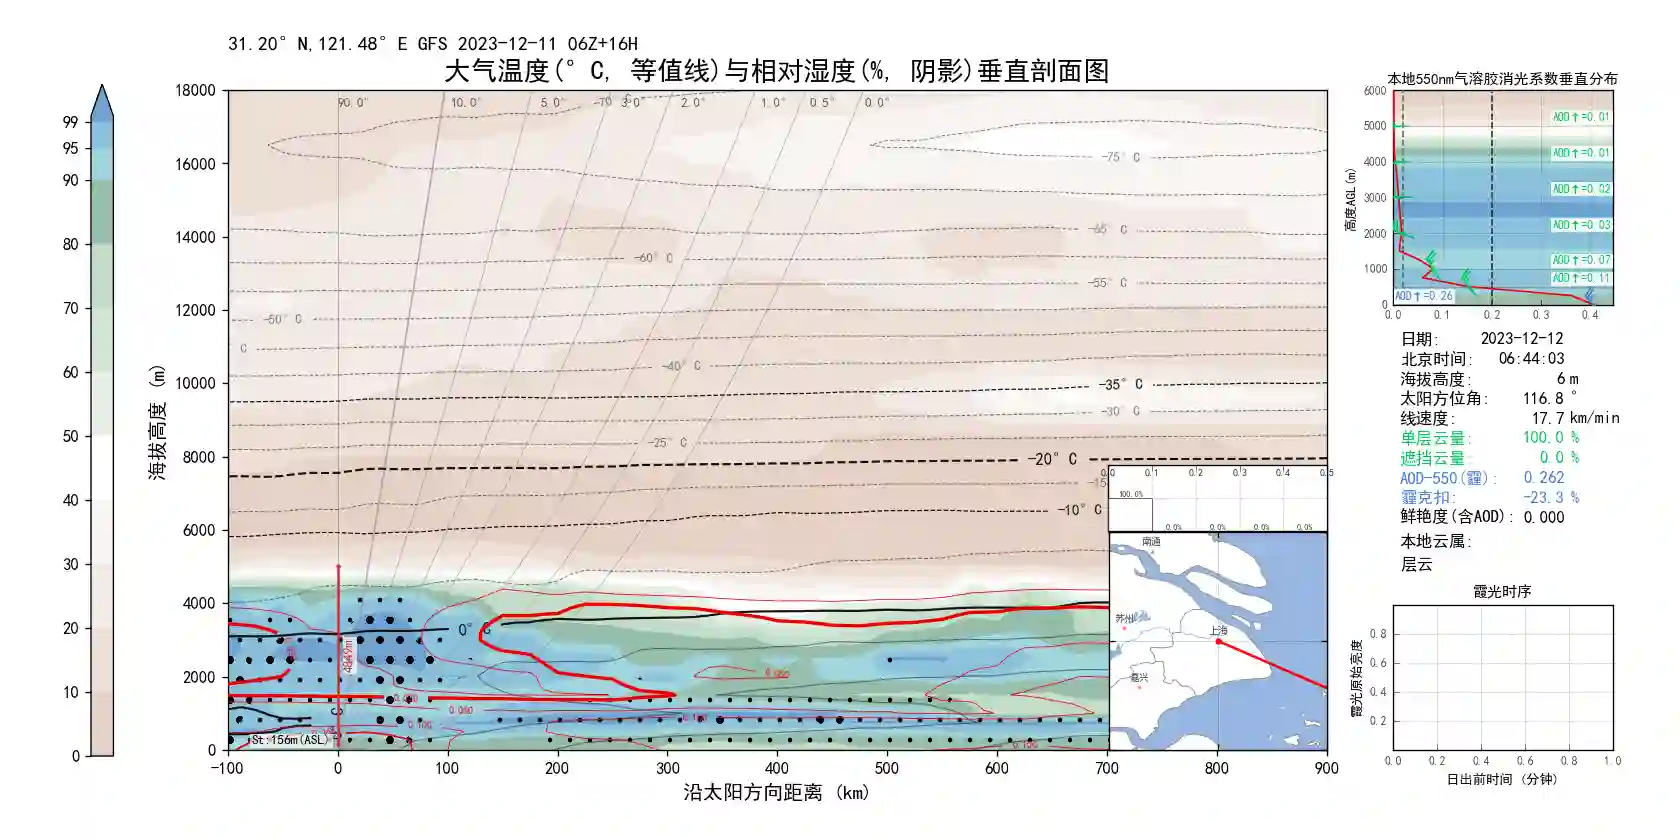 31.20° N,121.48° E GFS 2023-12-11 06Z+16H
大气温度(° C, 等值线)与相对湿度(%, 阴影)垂直剖面图
99
95
90
80
70
60
50
40
30
20
10
0
海拔高度 (m)
18000
16000
14000
12000
10000
8000
6000
4000
2000
0
90.0° 10.0° 5.0° -70 3.0° 2.0° 1.0° 0.5° 0.0°
-75° C
-65° C
-60° C
-55° C
-50° C
C
-40° C
-35° C
-30° C
-25° C
-20° C
-15
-10° C
0° C
4849m
0.060
0.060
0.100
0.100
St:156m(ASL)
-100 0 100 200 300 400 500 600 700 800 900
沿太阳方向距离 (km)
0.0 0.1 0.2 0.3 0.4 0.5
100.0%
0.0% 0.0% 0.0% 0.0%
南通
苏州
上海
嘉兴
本地550nm气溶胶消光系数垂直分布
高度AGL(m)
6000
5000
4000
3000
2000
1000
0
AOD↑=0.01
AOD↑=0.01
AOD↑=0.02
AOD↑=0.03
AOD↑=0.07
AOD↑=0.11
AOD↑=0.26
0.0 0.1 0.2 0.3 0.4
日期: 2023-12-12
北京时间: 06:44:03
海拔高度: 6 m
太阳方位角: 116.8 °
线速度: 17.7 km/min
单层云量: 100.0 %
遮挡云量 0.0 %
AOD-550(霾): 0.262
霾克扣: -23.3 %
鲜艳度(含AOD): 0.000
本地云属:
层云
霞光时序
霞光原始亮度
0.8
0.6
0.4
0.2
0.0 0.2 0.4 0.6 0.8 1.0
日出前时间 (分钟)